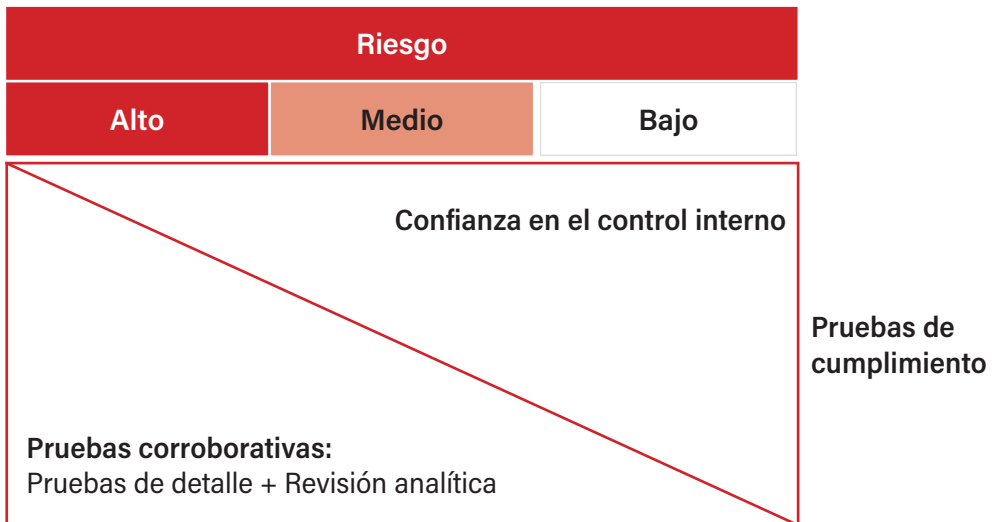 Riesgo
Alto
Medio
Bajo
Confianza en el control interno
Pruebas de
cumplimiento
Pruebas corroborativas:
Pruebas de detalle + Revisión analítica